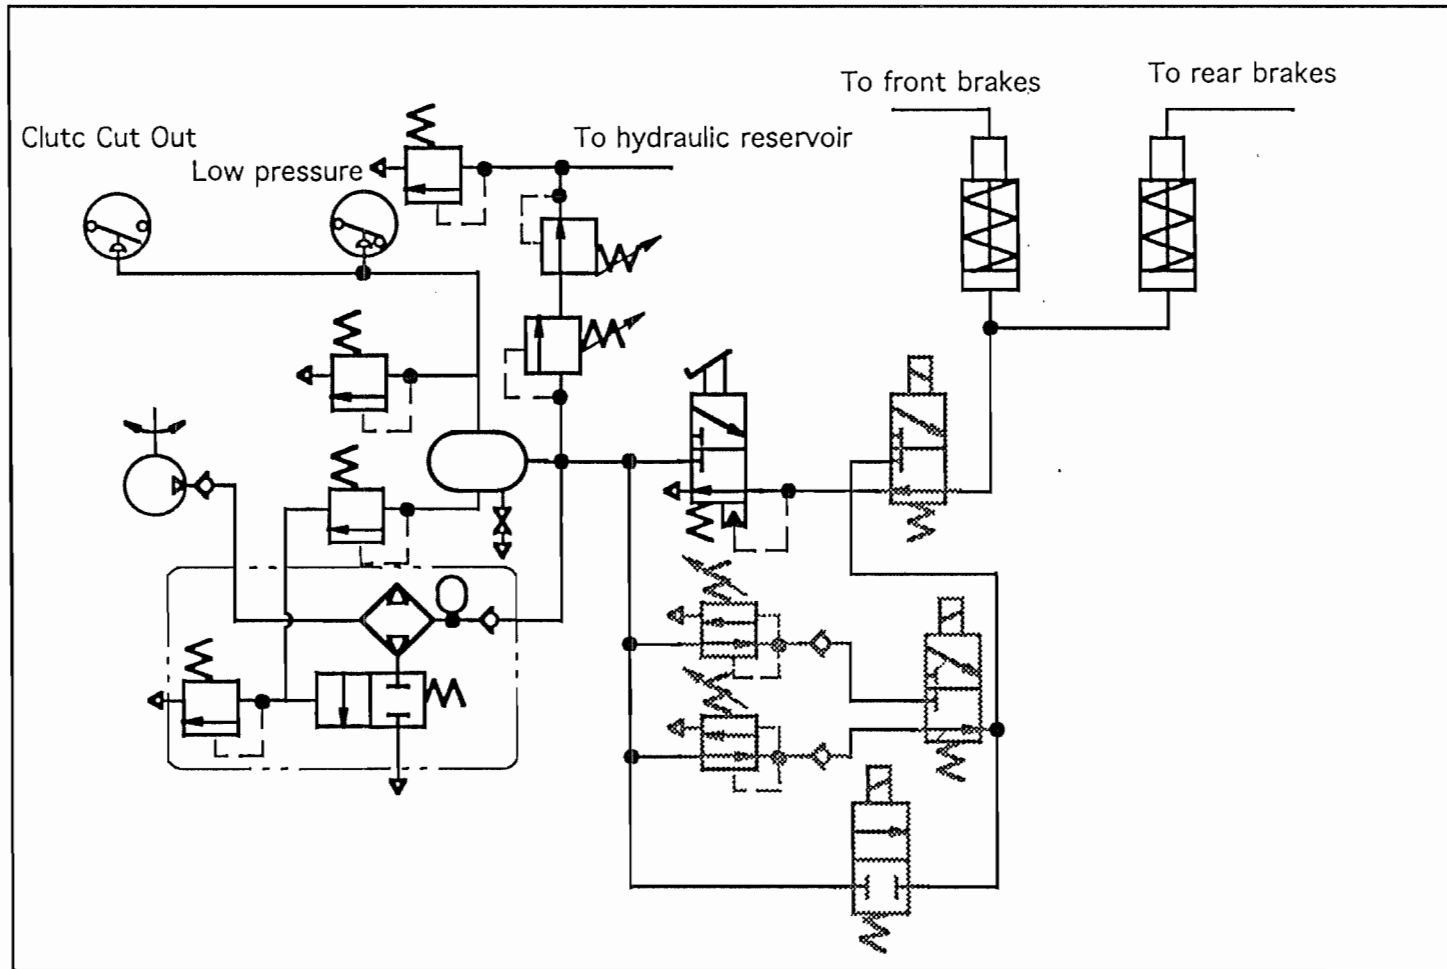 To front brakes
To rear brakes
Clutc Cut Out
To hydraulic reservoir
Low pressure